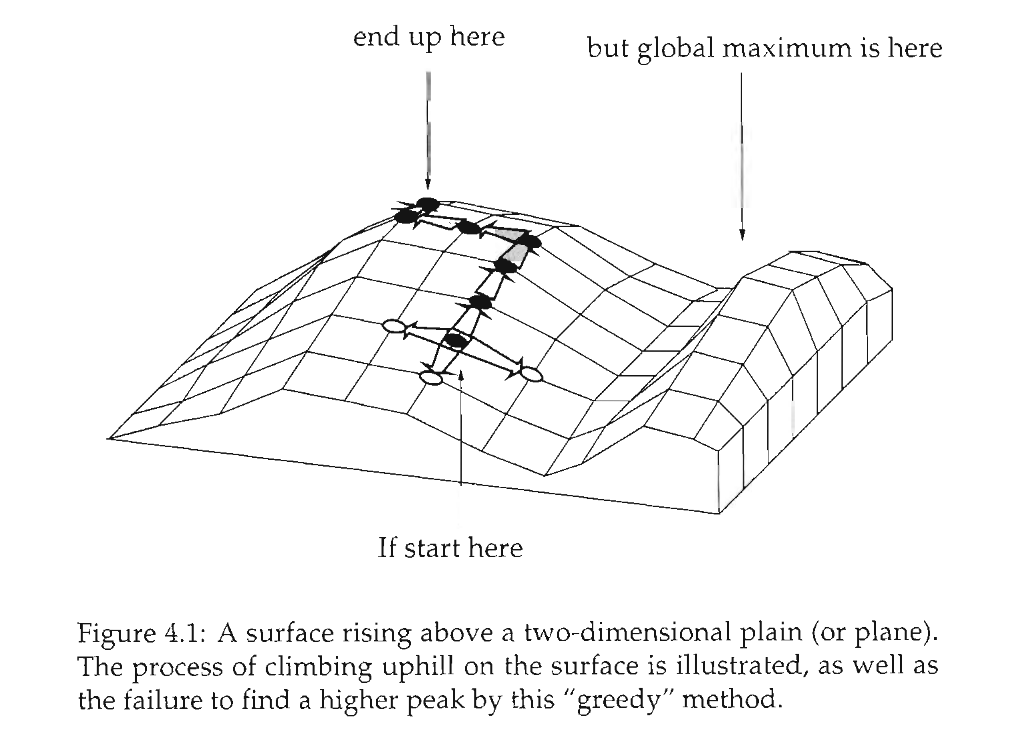 end up here
but global maximum is here
If start here
Figure 4.1: A surface rising above a two-dimensional plain (or plane).
The process of climbing uphill on the surface is illustrated, as well as
the failure to find a higher peak by this “greedy” method.